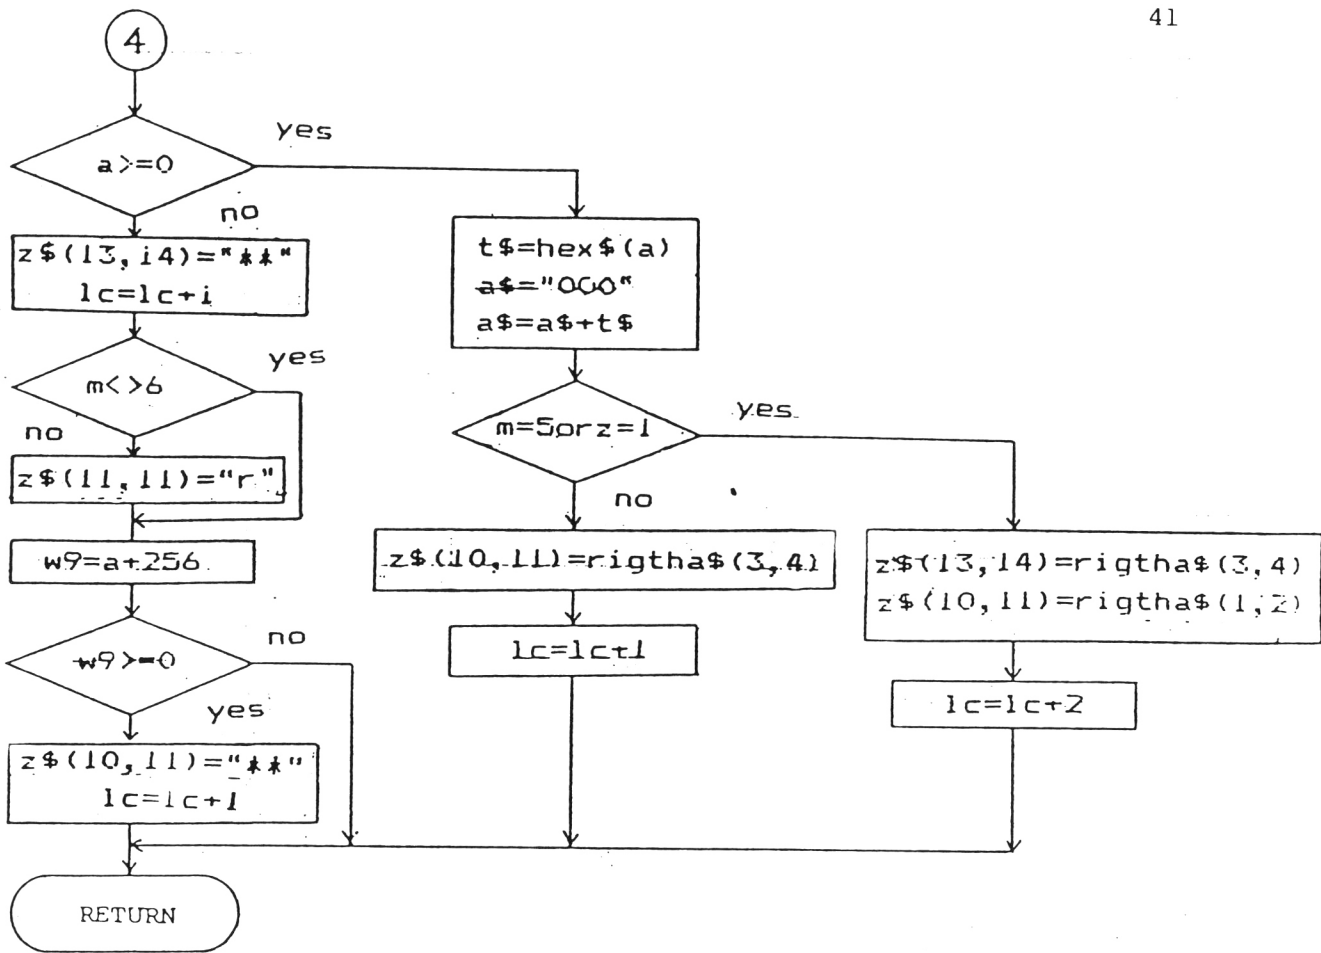 41
4
a>=0
yes
no
z$(13,14)="**"
lc=lc+1
m<>6
yes
no
z$(11,11)="r"
w9=a+256
w9>=0
no
yes
z$(10,11)="**"
lc=lc+1
RETURN
t$=hex$(a)
a$="000"
a$=a$+t$
m=5orz=1
yes
no
z$(10,11)=rigtha$(3,4)
lc=lc+1
z$(13,14)=rigtha$(3,4)
z$(10,11)=rigtha$(1,2)
lc=lc+2